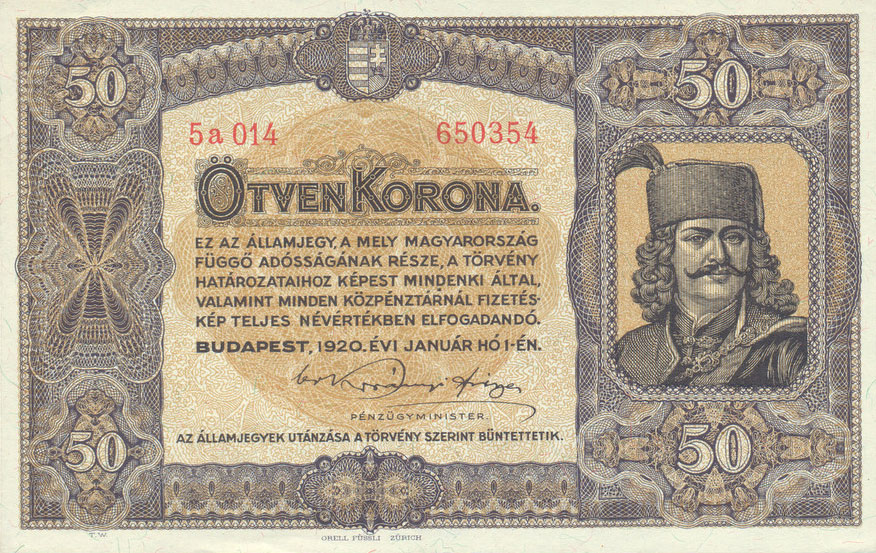 50
50
5a 014 650354
ÖTVEN KORONA.
EZ AZ ÁLLAMJEGY, A MELY MAGYARORSZÁG
FÜGGŐ ADÓSSÁGÁNAK RÉSZE, A TÖRVÉNY
HATÁROZATAIHOZ KÉPEST MINDENKI ÁLTAL,
VALAMINT MINDEN KÖZPÉNZTÁRNÁL FIZETÉS-
KÉP TELJES NÉVÉRTÉKBEN ELFOGADANDÓ.
BUDAPEST, 1920. ÉVI JANUÁR HÓ 1-ÉN.
PÉNZÜGYMINISTER.
AZ ÁLLAMJEGYEK UTÁNZÁSA A TÖRVÉNY SZERINT BÜNTETTETIK.
50
50
T.W.
ORELL FÜSSLI ZÜRICH